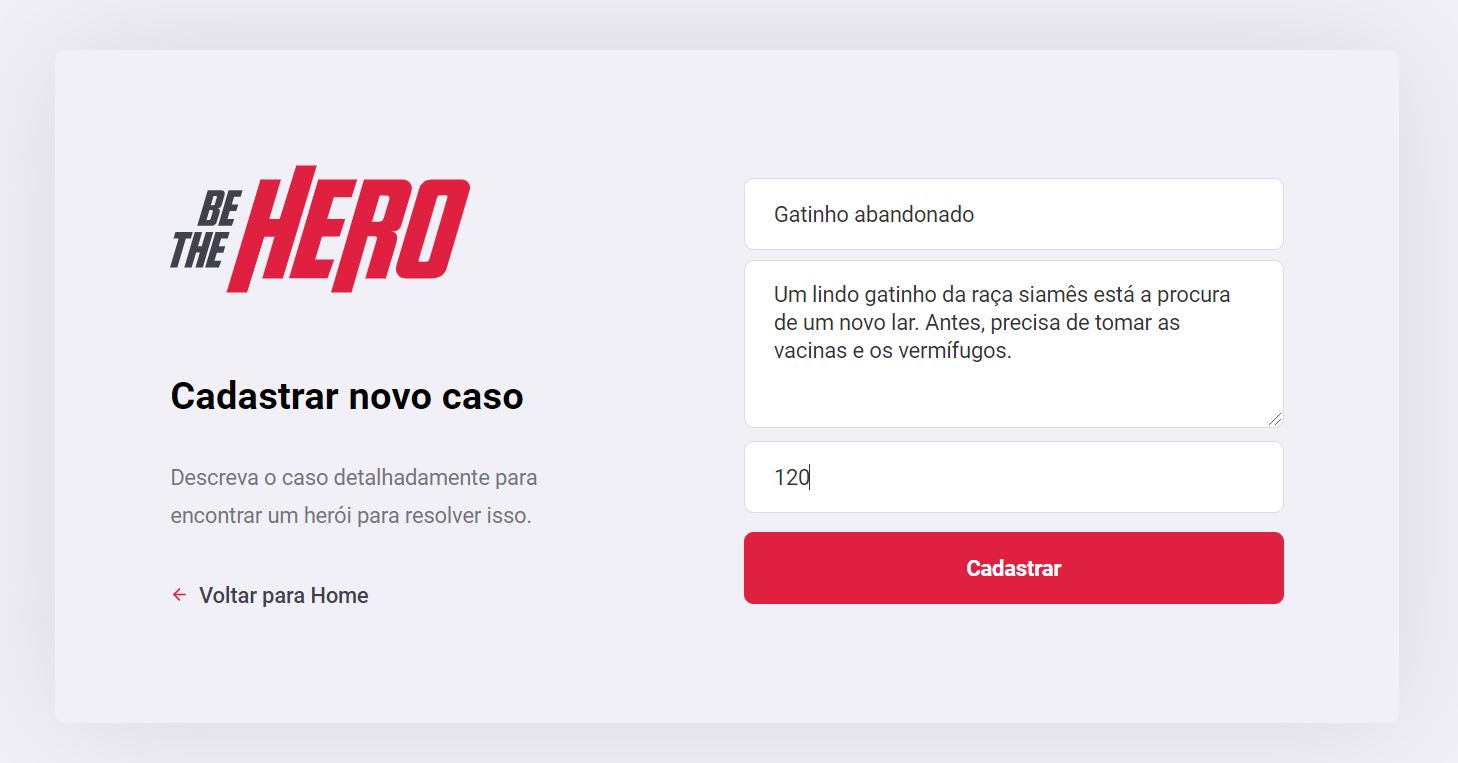 BE
THE HERO
Cadastrar novo caso
Descreva o caso detalhadamente para
encontrar um herói para resolver isso.
Voltar para Home
Gatinho abandonado
Um lindo gatinho da raça siamês está a procura
de um novo lar. Antes, precisa de tomar as
vacinas e os vermífugos.
120
Cadastrar